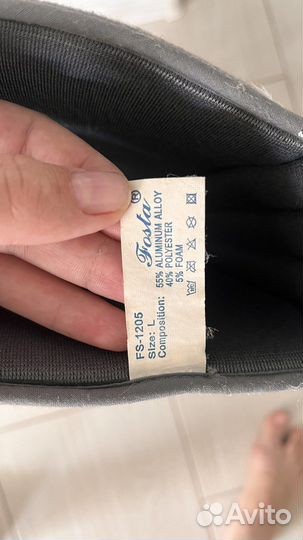 Fosta®
FS-1205
Size: L
Composition:
55% ALUMINUM ALLOY
40% POLYESTER
5% FOAM
Avito